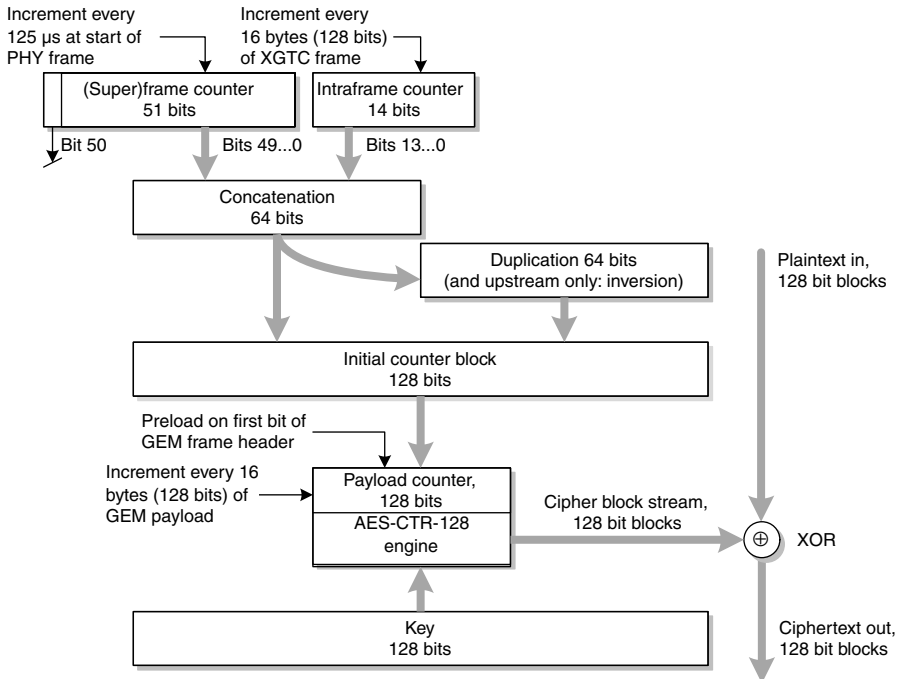 Increment every
125 µs at start of
PHY frame
Increment every
16 bytes (128 bits)
of XGTC frame
(Super)frame counter
51 bits
Intraframe counter
14 bits
Bit 50
Bits 49...0
Bits 13...0
Concatenation
64 bits
Duplication 64 bits
(and upstream only: inversion)
Plaintext in,
128 bit blocks
Initial counter block
128 bits
Preload on first bit of
GEM frame header
Increment every 16
bytes (128 bits) of
GEM payload
Payload counter,
128 bits
AES-CTR-128
engine
Cipher block stream,
128 bit blocks
⊕
XOR
Key
128 bits
Ciphertext out,
128 bit blocks